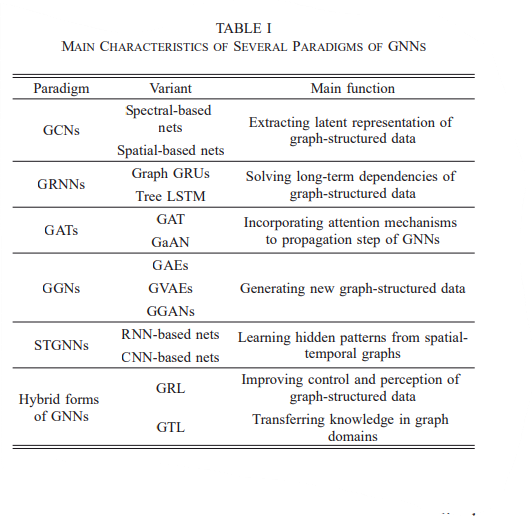 TABLE I
MAIN CHARACTERISTICS OF SEVERAL PARADIGMS OF GNNS
Paradigm Variant Main function
GCNs
Spectral-based
nets
Spatial-based nets
Extracting latent representation of
graph-structured data
GRNNs
Graph GRUs
Tree LSTM
Solving long-term dependencies of
graph-structured data
GATs
GAT
GaAN
Incorporating attention mechanisms
to propagation step of GNNs
GGNs
GAEs
GVAEs
GGANs
Generating new graph-structured data
STGNNs
RNN-based nets
CNN-based nets
Learning hidden patterns from spatial-
temporal graphs
Hybrid forms
of GNNs
GRL
Improving control and perception of
graph-structured data
GTL
Transferring knowledge in graph
domains